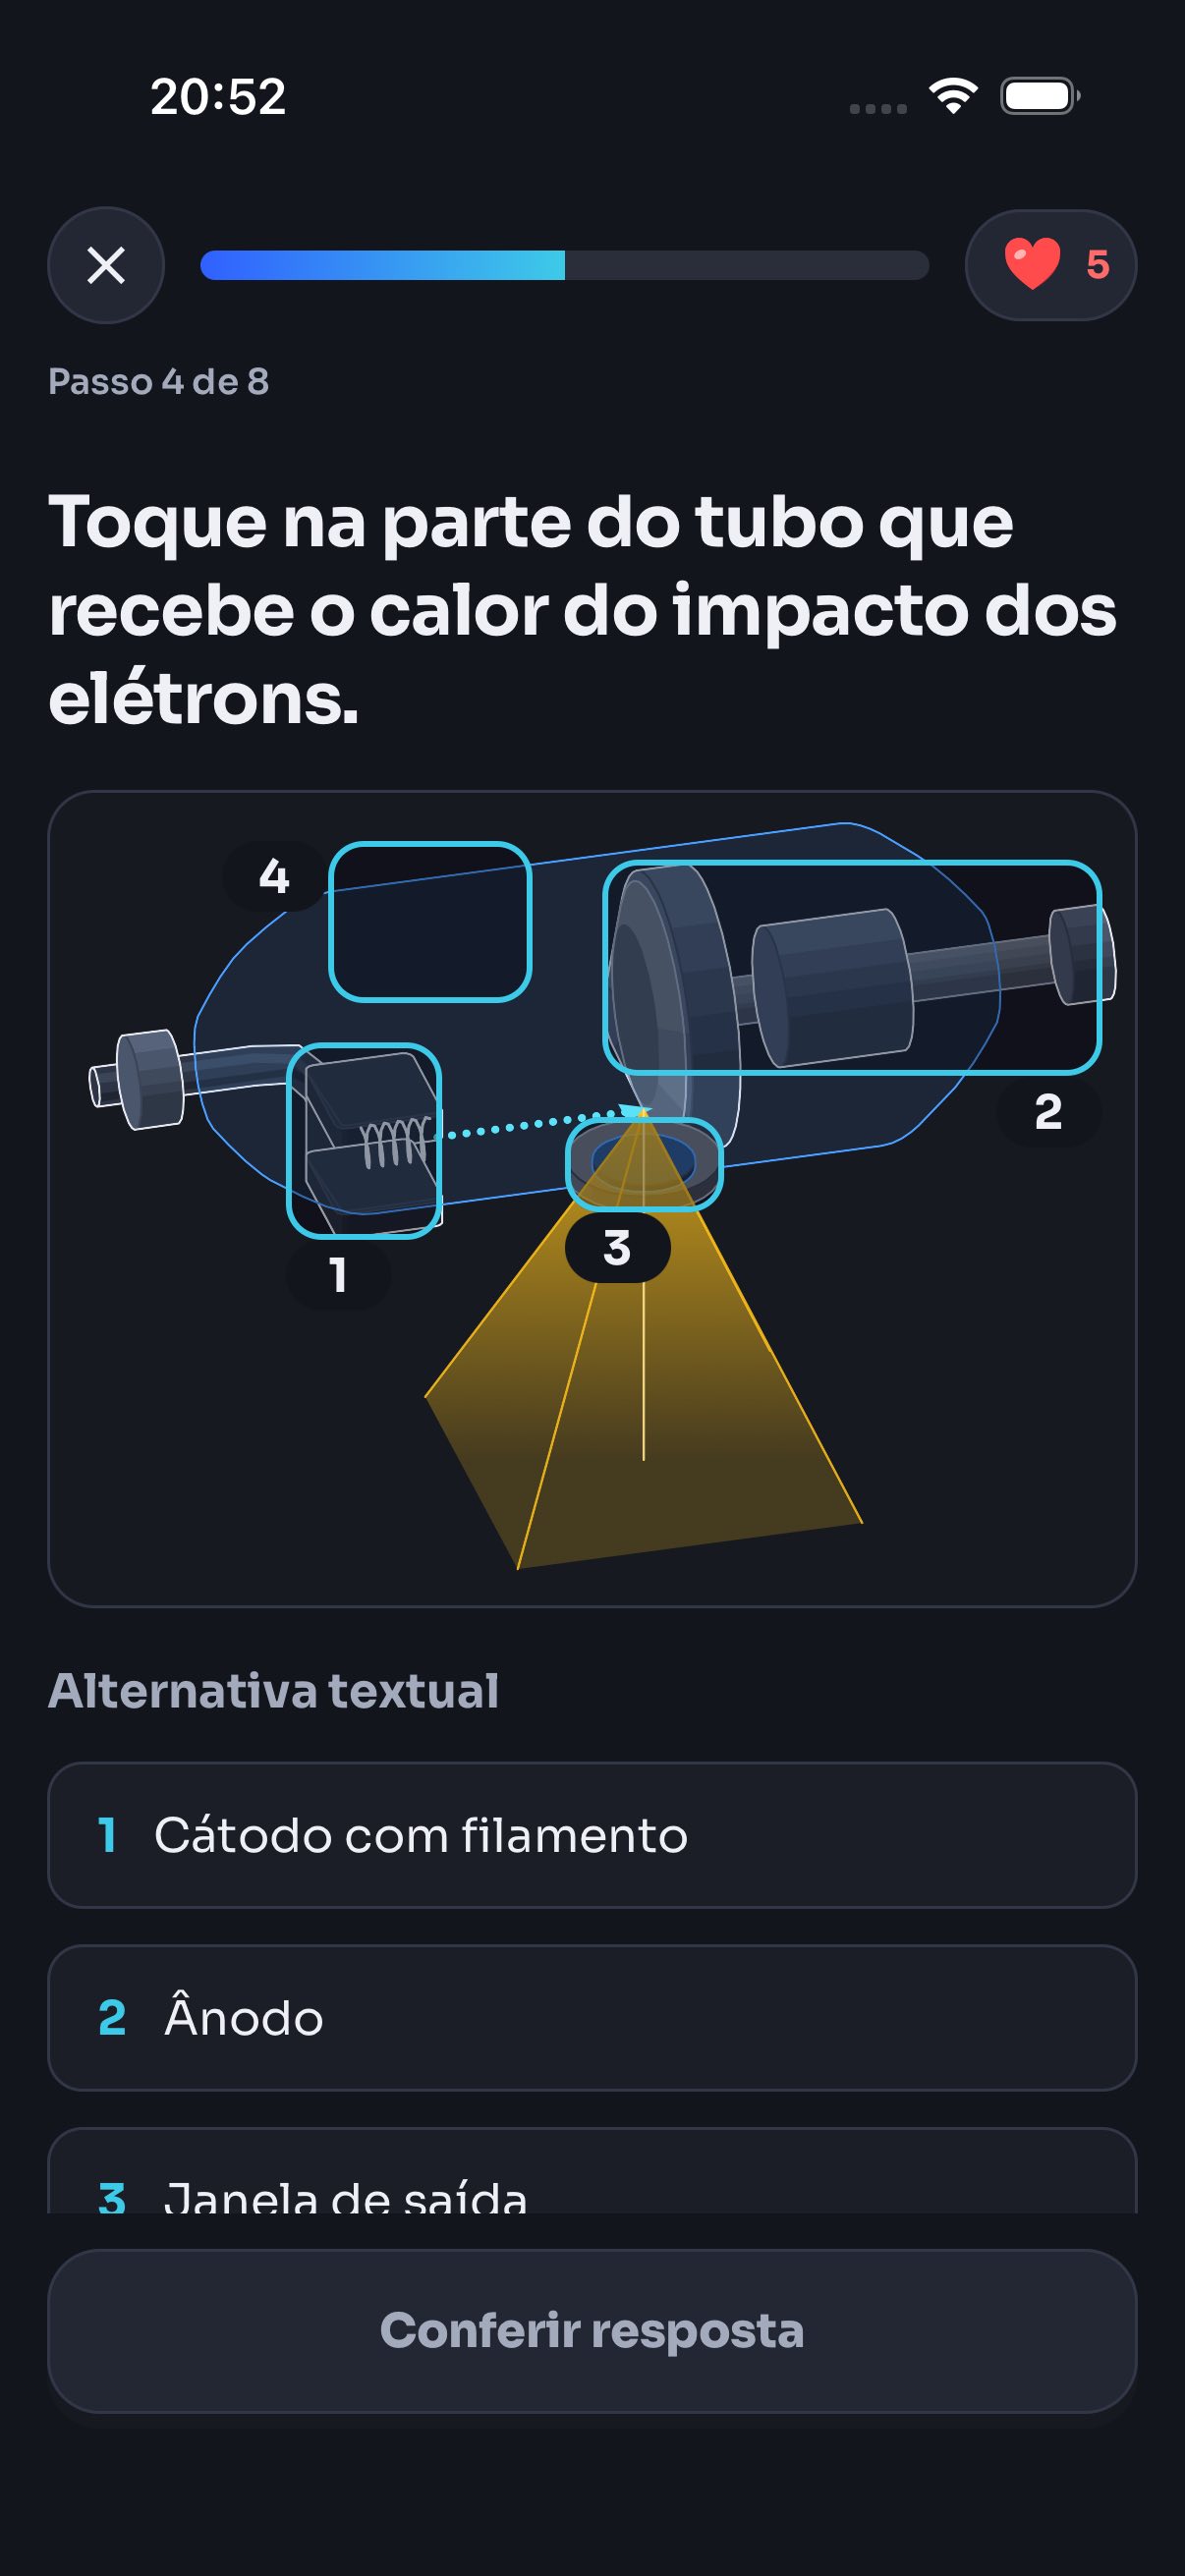 20:52
5
Passo 4 de 8
Toque na parte do tubo que
recebe o calor do impacto dos
elétrons.
4
2
3
1
Alternativa textual
1 Cátodo com filamento
2 Ânodo
3 Janela de saída
Conferir resposta